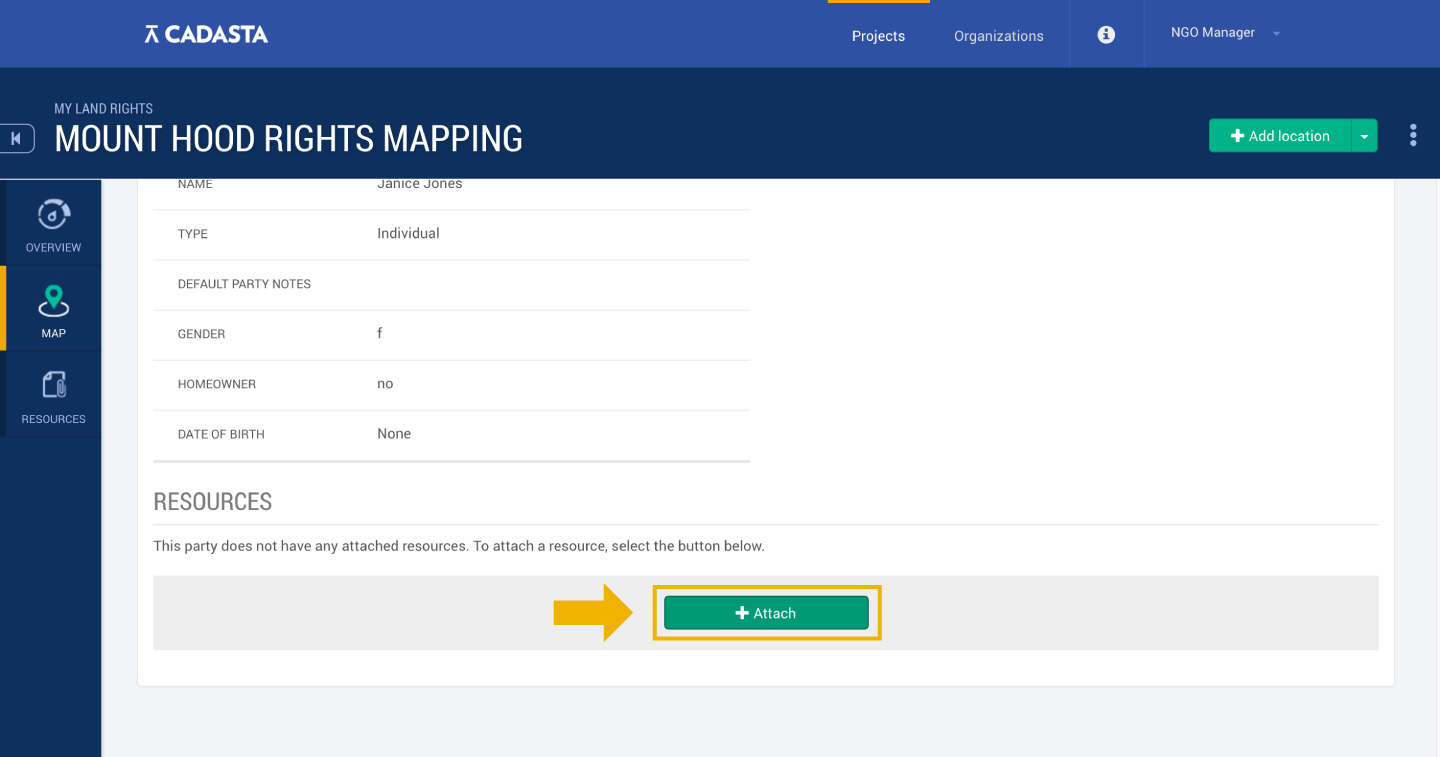 CADASTA
Projects
Organizations
NGO Manager
MY LAND RIGHTS
MOUNT HOOD RIGHTS MAPPING
Add location
OVERVIEW
MAP
RESOURCES
NAME Janice Jones
TYPE Individual
DEFAULT PARTY NOTES
GENDER f
HOMEOWNER no
DATE OF BIRTH None
RESOURCES
This party does not have any attached resources. To attach a resource, select the button below.
Attach